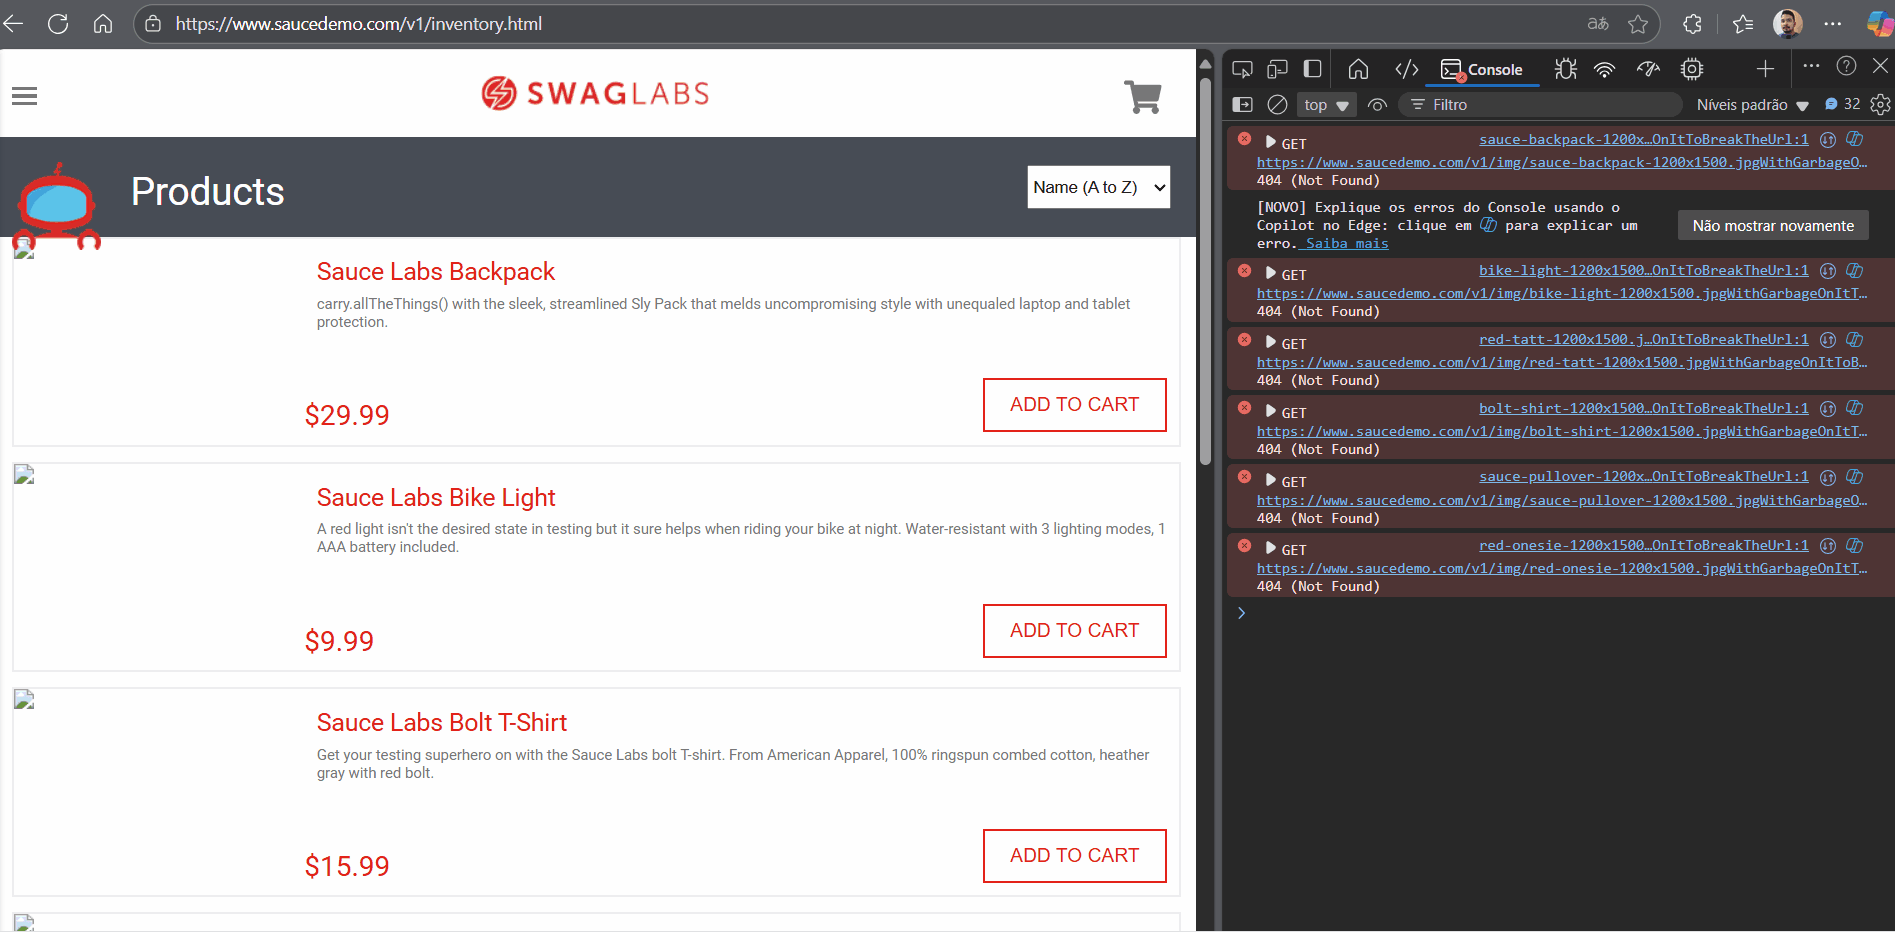 https://www.saucedemo.com/v1/inventory.html
aあ
SWAGLABS
Products
Name (A to Z)
Sauce Labs Backpack
carry.allTheThings() with the sleek, streamlined Sly Pack that melds uncompromising style with unequaled laptop and tablet
protection.
$29.99
ADD TO CART
Sauce Labs Bike Light
A red light isn't the desired state in testing but it sure helps when riding your bike at night. Water-resistant with 3 lighting modes, 1
AAA battery included.
$9.99
ADD TO CART
Sauce Labs Bolt T-Shirt
Get your testing superhero on with the Sauce Labs bolt T-shirt. From American Apparel, 100% ringspun combed cotton, heather
gray with red bolt.
$15.99
ADD TO CART
Console
top
Filtro
Níveis padrão
32
GET sauce-backpack-1200x…OnItToBreakTheUrl:1
https://www.saucedemo.com/v1/img/sauce-backpack-1200x1500.jpgWithGarbageO…
404 (Not Found)
[NOVO] Explique os erros do Console usando o
Copilot no Edge: clique em para explicar um
erro. Saiba mais
Não mostrar novamente
GET bike-light-1200x1500…OnItToBreakTheUrl:1
https://www.saucedemo.com/v1/img/bike-light-1200x1500.jpgWithGarbageOnItT…
404 (Not Found)
GET red-tatt-1200x1500.j…OnItToBreakTheUrl:1
https://www.saucedemo.com/v1/img/red-tatt-1200x1500.jpgWithGarbageOnItToB…
404 (Not Found)
GET bolt-shirt-1200x1500…OnItToBreakTheUrl:1
https://www.saucedemo.com/v1/img/bolt-shirt-1200x1500.jpgWithGarbageOnItT…
404 (Not Found)
GET sauce-pullover-1200x…OnItToBreakTheUrl:1
https://www.saucedemo.com/v1/img/sauce-pullover-1200x1500.jpgWithGarbageO…
404 (Not Found)
GET red-onesie-1200x1500…OnItToBreakTheUrl:1
https://www.saucedemo.com/v1/img/red-onesie-1200x1500.jpgWithGarbageOnItT…
404 (Not Found)